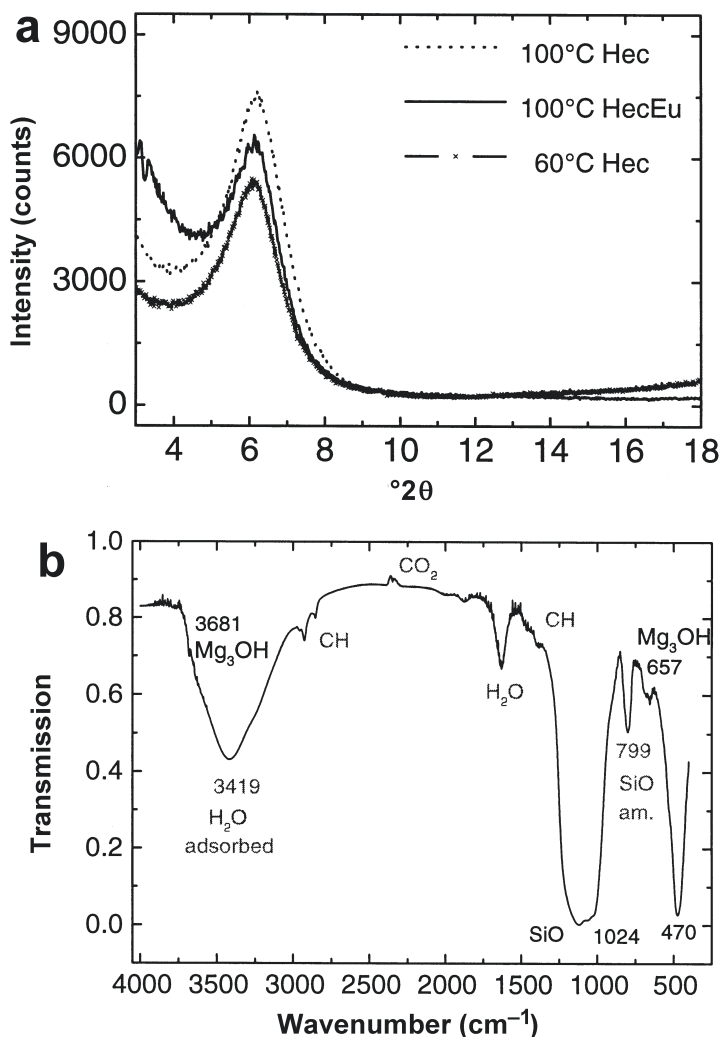 a
9000
6000
3000
0
Intensity (counts)
100°C Hec
100°C HecEu
60°C Hec
4 6 8 10 12 14 16 18
°2θ
b
1.0
0.8
0.6
0.4
0.2
0.0
Transmission
3681
Mg₃OH
3419
H₂O
adsorbed
CH
CO₂
H₂O
CH
Mg₃OH
657
799
SiO
am.
SiO
1024
470
4000 3500 3000 2500 2000 1500 1000 500
Wavenumber (cm⁻¹)